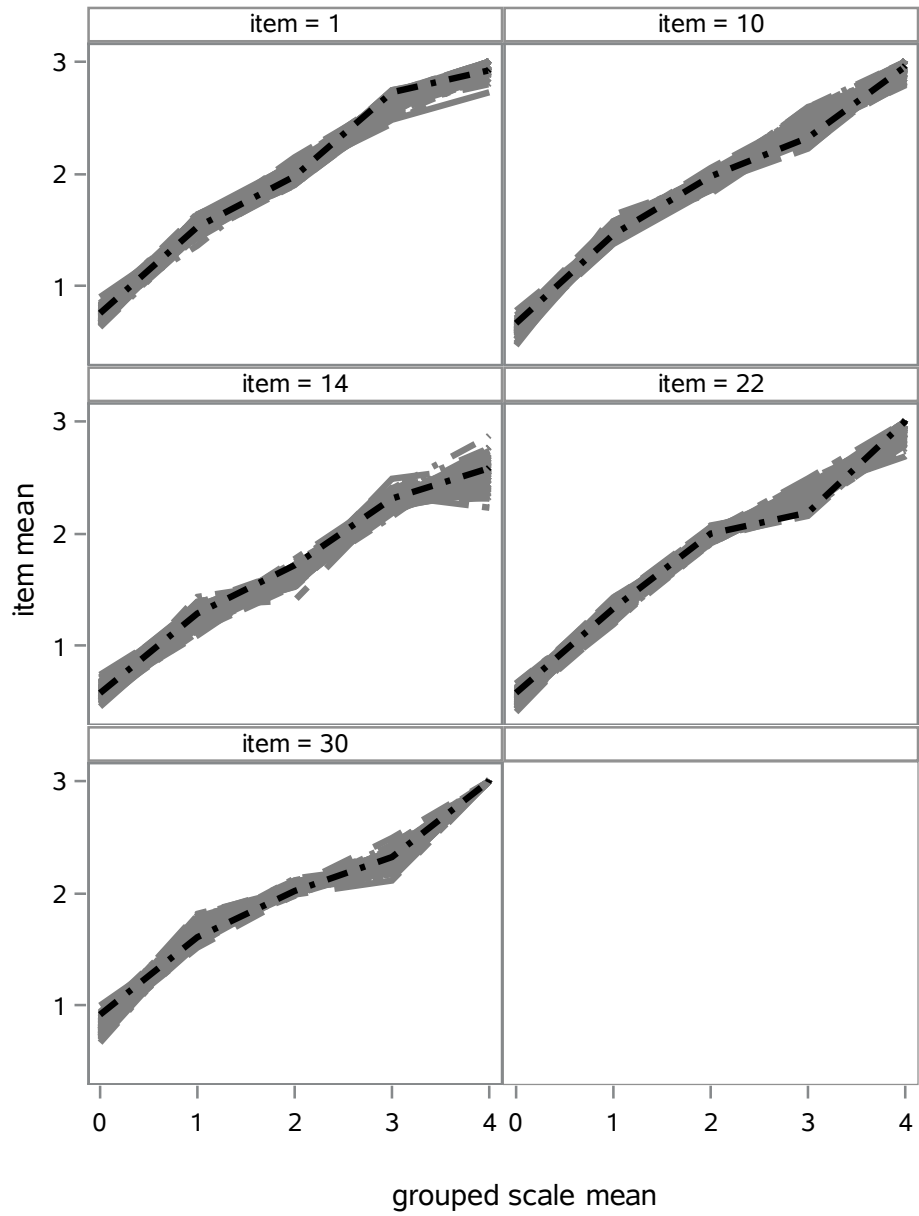 item = 1
item = 10
3
2
1
item = 14
item = 22
3
2
1
item mean
item = 30
3
2
1
0 1 2 3 4 0 1 2 3 4
grouped scale mean